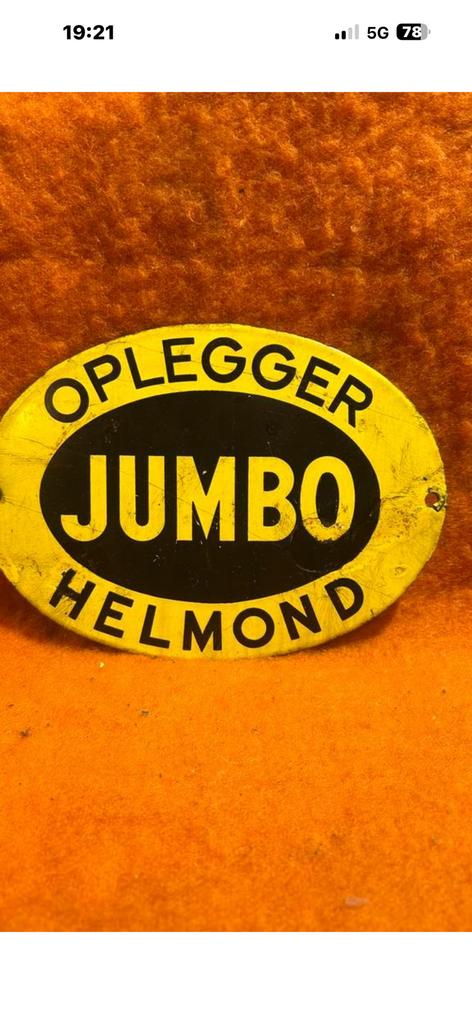 19:21
5G
78
OPLEGGER
JUMBO
HELMOND